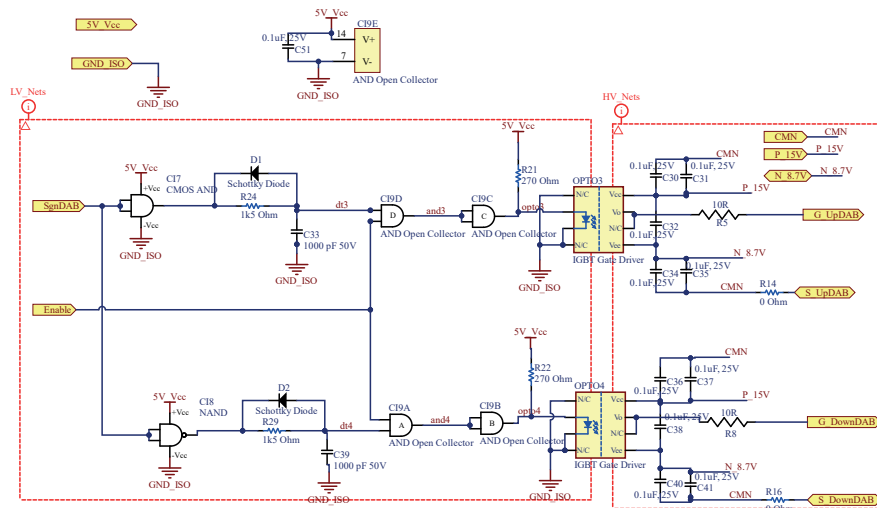 5V_Vcc
GND_ISO
GND_ISO
CI9E
5V_Vcc
0.1uF,25V
C51
14
V+
7
V-
AND Open Collector
GND_ISO
LV_Nets
i
HV_Nets
i
SgnDAB
Enable
5V_Vcc
+Vcc
CI7
CMOS AND
-Vcc
GND_ISO
D1
Schottky Diode
R24
1k5 Ohm
C33
1000 pF 50V
GND_ISO
dt3
CI9D
D
AND Open Collector
and3
CI9C
C
AND Open Collector
5V_Vcc
R21
270 Ohm
opto3
OPTO3
N/C
Vcc
Vo
N/C
N/C
Vee
IGBT Gate Driver
GND_ISO
CMN
0.1uF, 25V
C30
0.1uF, 25V
C31
P_15V
C32
0.1uF, 25V
10R
R5
G_UpDAB
N_8.7V
C34
0.1uF, 25V
0.1uF, 25V
C35
CMN
R14
0 Ohm
S_UpDAB
CMN
CMN
P_15V
P_15V
N_8.7V
N_8.7V
5V_Vcc
CI8
NAND
+Vcc
-Vcc
GND_ISO
D2
Schottky Diode
R29
1k5 Ohm
C39
1000 pF 50V
GND_ISO
dt4
CI9A
A
AND Open Collector
and4
CI9B
B
AND Open Collector
5V_Vcc
R22
270 Ohm
opto4
OPTO4
N/C
Vcc
Vo
N/C
N/C
Vee
IGBT Gate Driver
GND_ISO
CMN
0.1uF, 25V
C36
0.1uF, 25V
C37
P_15V
0.1uF, 25V
C38
10R
R8
G_DownDAB
N_8.7V
C40
0.1uF, 25V
0.1uF, 25V
C41
CMN
R16
0 Ohm
S_DownDAB